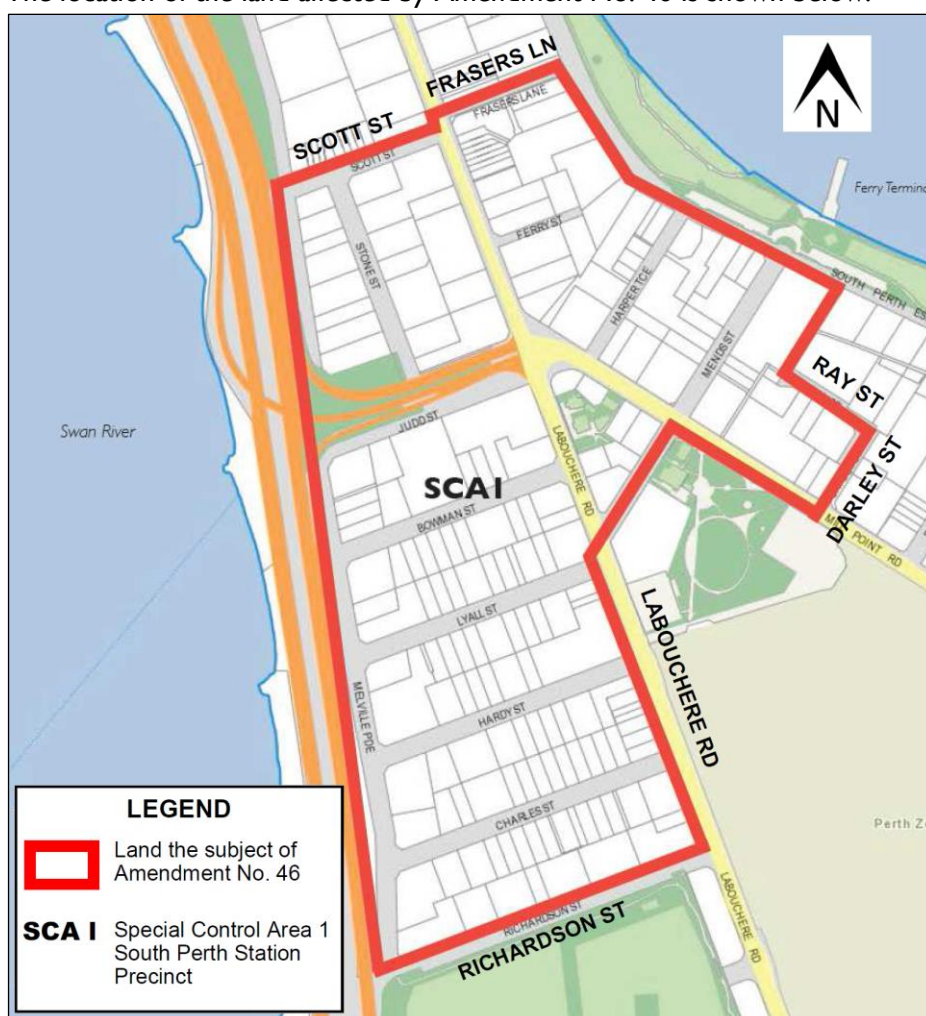 The location of the land affected by Amendment No. 46 is shown below:
FRASERS LN
SCOTT ST
FRASERS LANE
SCOTT ST
N
Ferry Termina
STONE ST
FERRY ST
HARPER TCE
MENDS ST
SOUTH PERTH ES
RAY ST
DARLEY ST
JUDD ST
LABOUCHERE RD
Swan River
SCA1
BOWMAN ST
MILL POINT RD
LYALL ST
LABOUCHERE RD
MELVILLE PDE
HARDY ST
CHARLES ST
Perth Zo
LABOUCHERE RD
RICHARDSON ST
RICHARDSON ST
LEGEND
Land the subject of
Amendment No. 46
SCA 1 Special Control Area 1
South Perth Station
Precinct